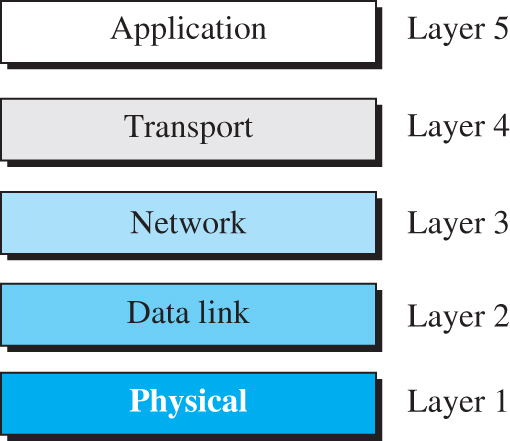 Application Layer 5
Transport Layer 4
Network Layer 3
Data link Layer 2
Physical Layer 1